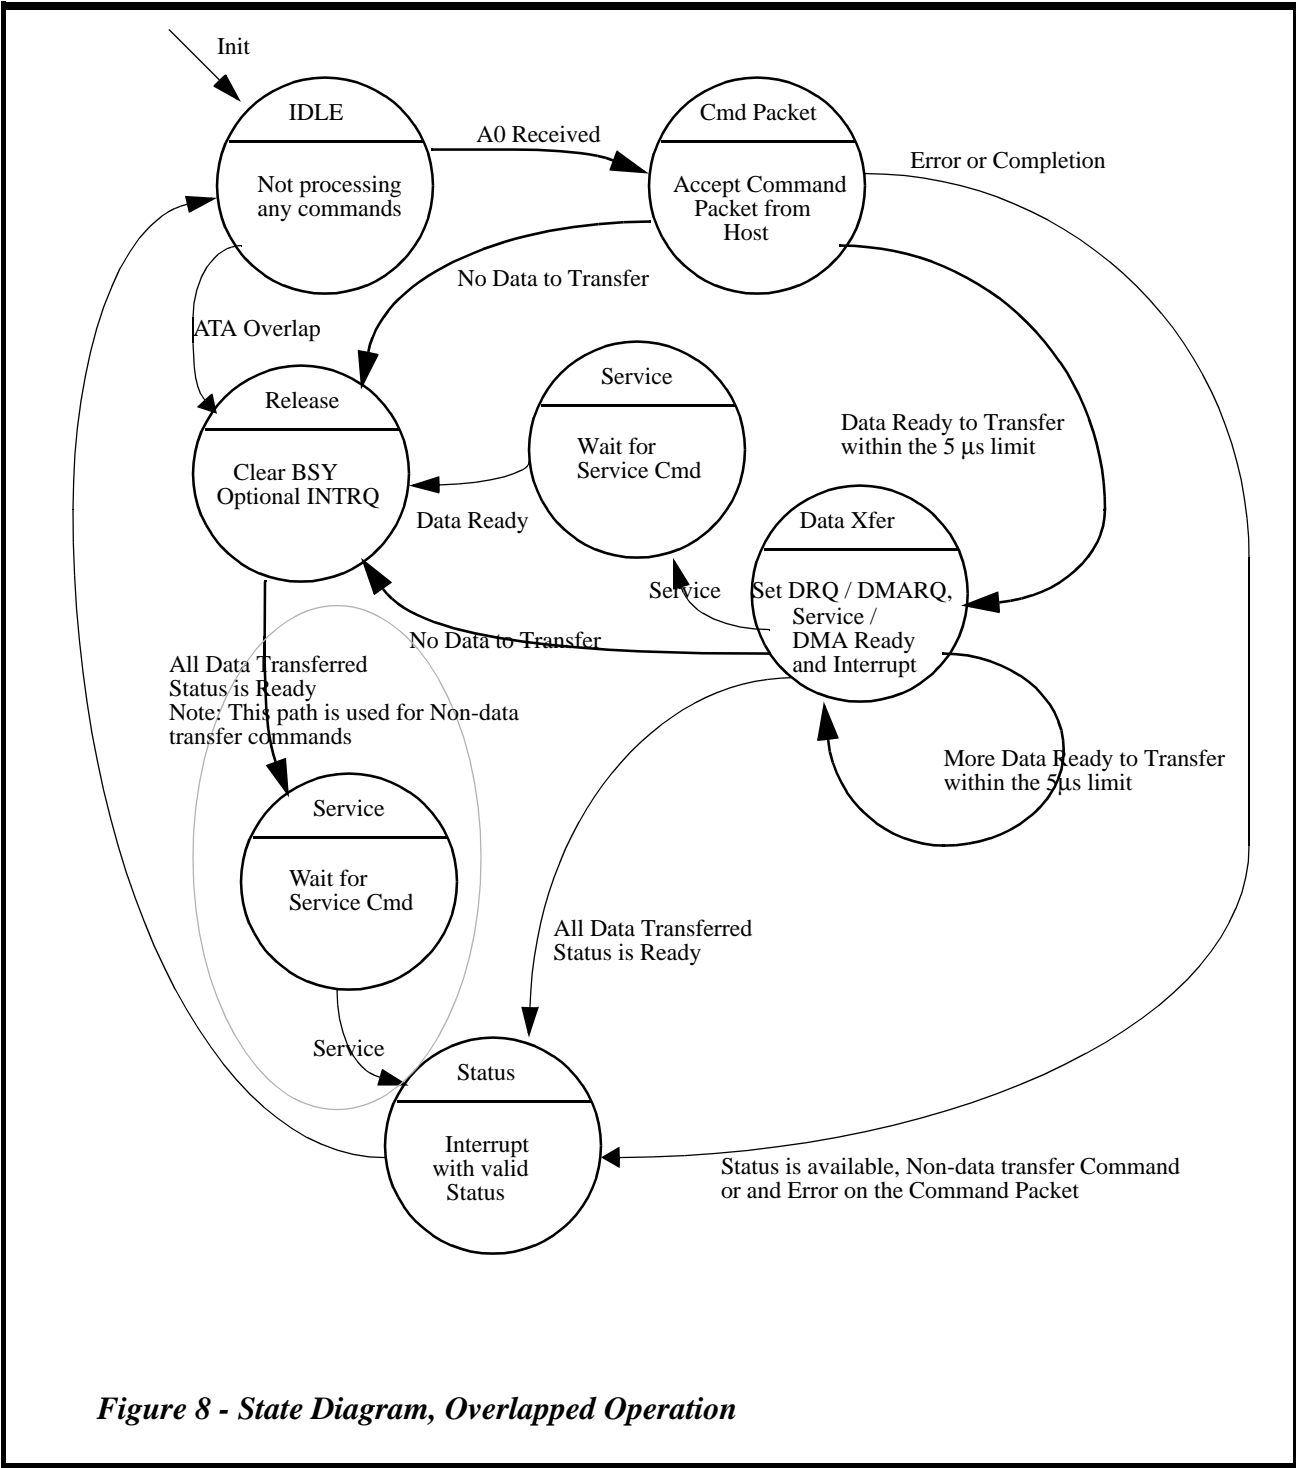 Init
IDLE
Not processing
any commands
A0 Received
Cmd Packet
Accept Command
Packet from
Host
Error or Completion
No Data to Transfer
ATA Overlap
Release
Clear BSY
Optional INTRQ
Service
Wait for
Service Cmd
Data Ready
Data Ready to Transfer
within the 5 µs limit
Data Xfer
Set DRQ / DMARQ,
Service /
DMA Ready
and Interrupt
Service
No Data to Transfer
All Data Transferred
Status is Ready
Note: This path is used for Non-data
transfer commands
More Data Ready to Transfer
within the 5µs limit
Service
Wait for
Service Cmd
All Data Transferred
Status is Ready
Service
Status
Interrupt
with valid
Status
Status is available, Non-data transfer Command
or and Error on the Command Packet
Figure 8 - State Diagram, Overlapped Operation